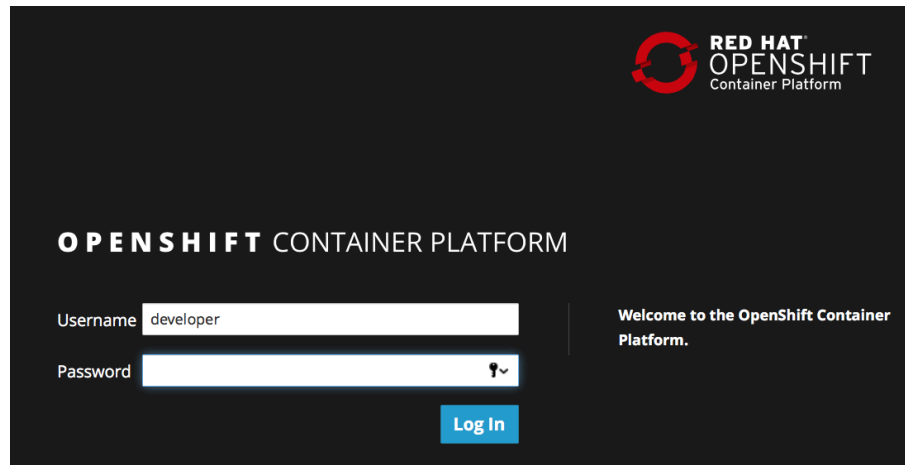 RED HAT
OPENSHIFT
Container Platform
OPENSHIFT CONTAINER PLATFORM
Username developer
Welcome to the OpenShift Container
Platform.
Password
Log In